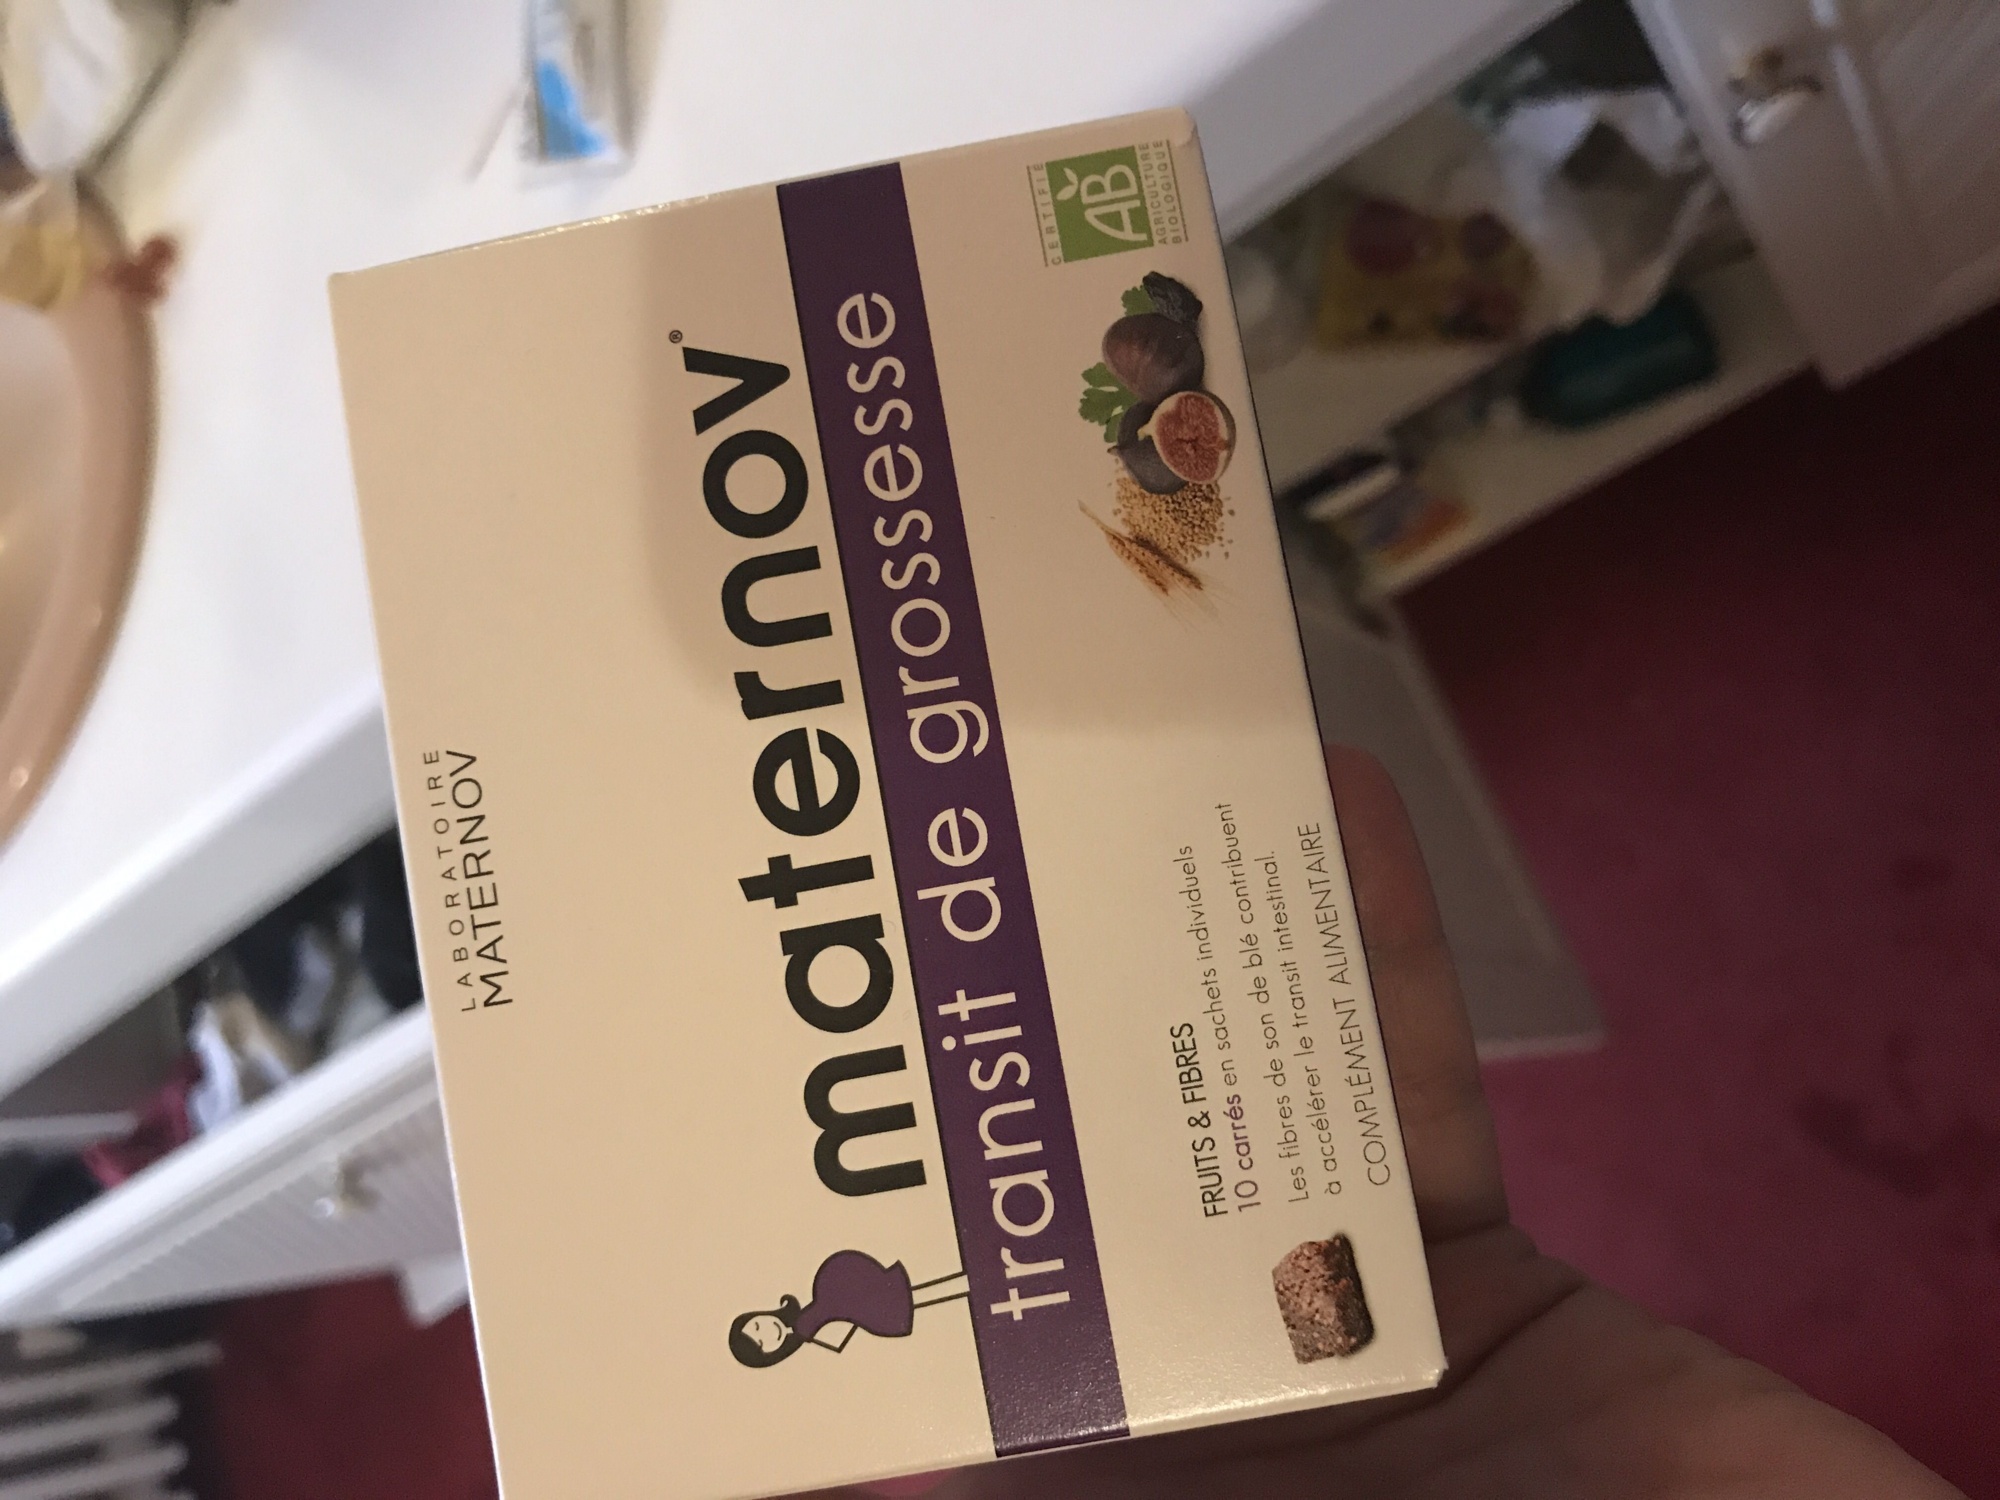 LABORATOIRE
MATERNOV
maternov®
transit de grossesse
FRUITS & FIBRES
10 carrés en sachets individuels
Les fibres de son de blé contribuent
à accélérer le transit intestinal.
COMPLÉMENT ALIMENTAIRE
CERTIFIÉ
AB
AGRICULTURE
BIOLOGIQUE